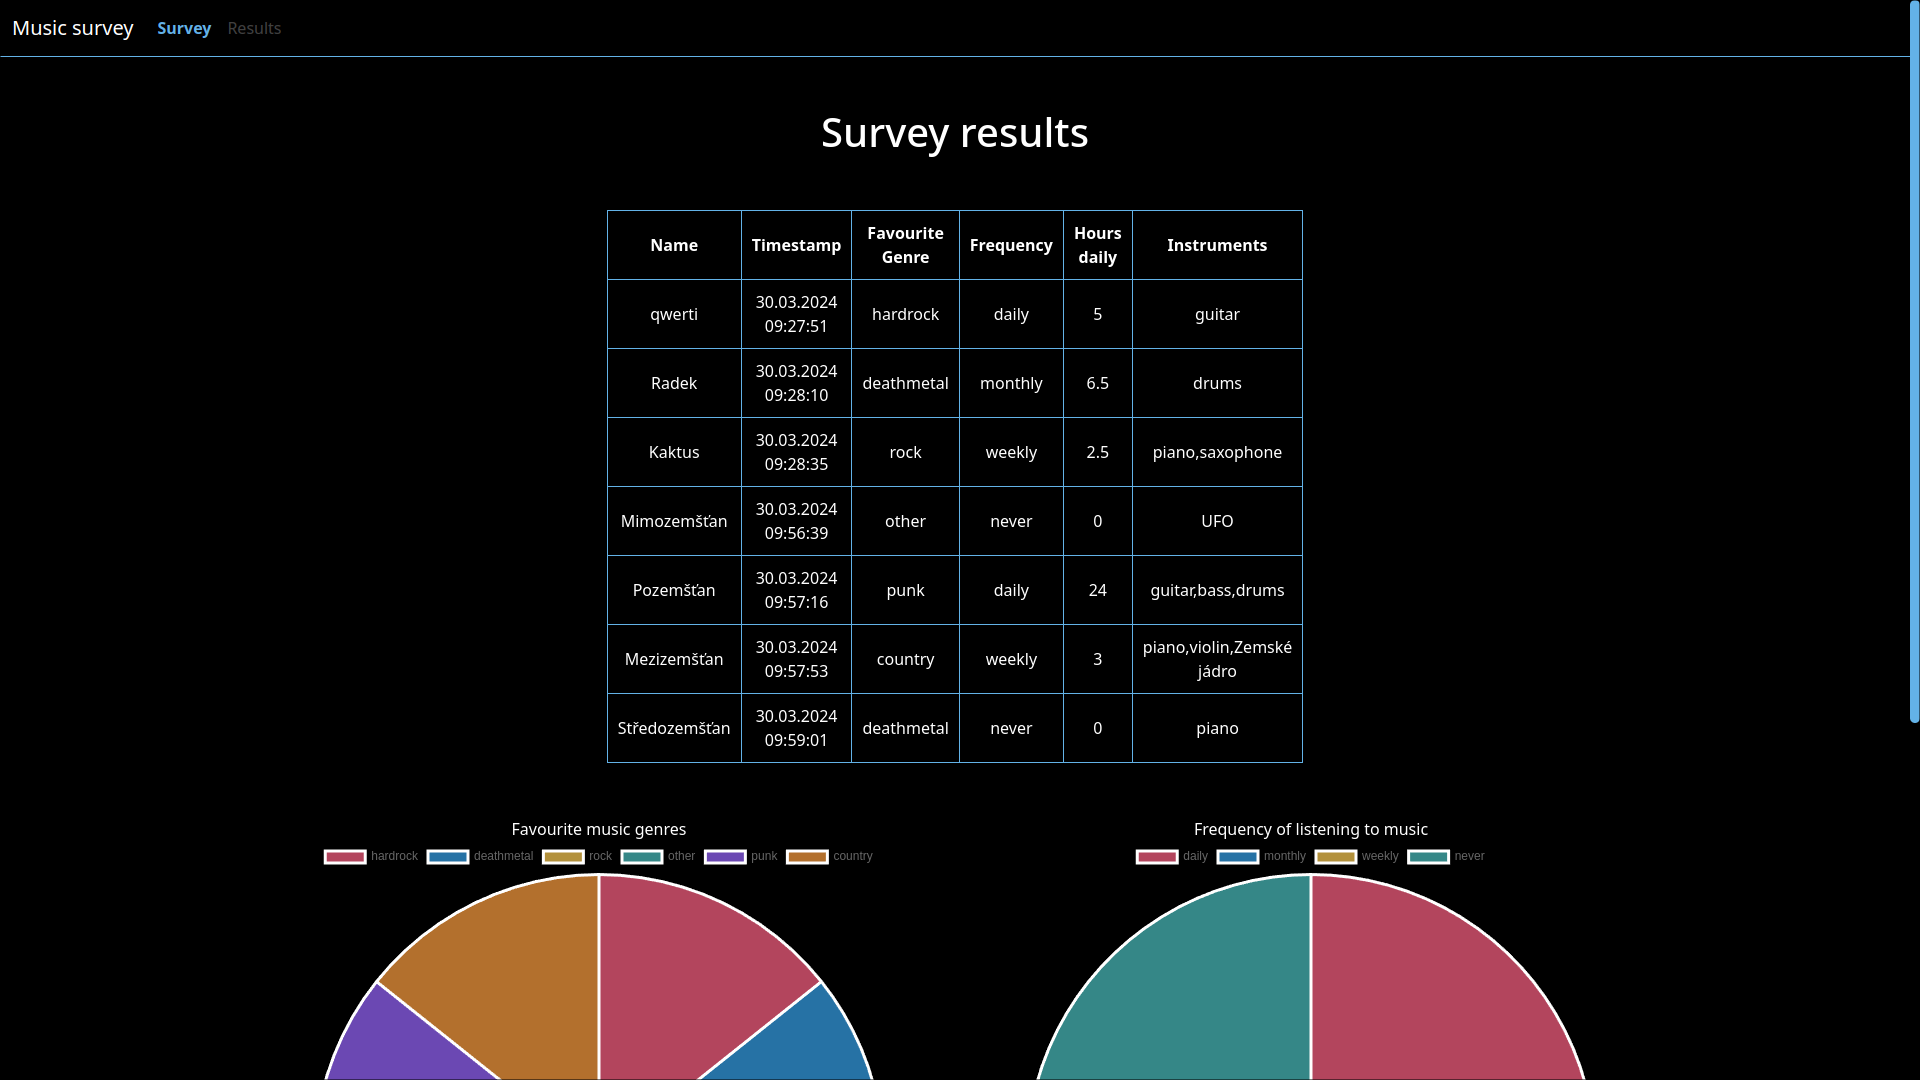 Music survey Survey Results
Survey results
Name Timestamp Favourite Genre Frequency Hours daily Instruments
qwerti 30.03.2024 09:27:51 hardrock daily 5 guitar
Radek 30.03.2024 09:28:10 deathmetal monthly 6.5 drums
Kaktus 30.03.2024 09:28:35 rock weekly 2.5 piano,saxophone
Mimozemšťan 30.03.2024 09:56:39 other never 0 UFO
Pozemšťan 30.03.2024 09:57:16 punk daily 24 guitar,bass,drums
Mezizemšťan 30.03.2024 09:57:53 country weekly 3 piano,violin,Zemské jádro
Středozemšťan 30.03.2024 09:59:01 deathmetal never 0 piano
Favourite music genres
hardrock deathmetal rock other punk country
Frequency of listening to music
daily monthly weekly never